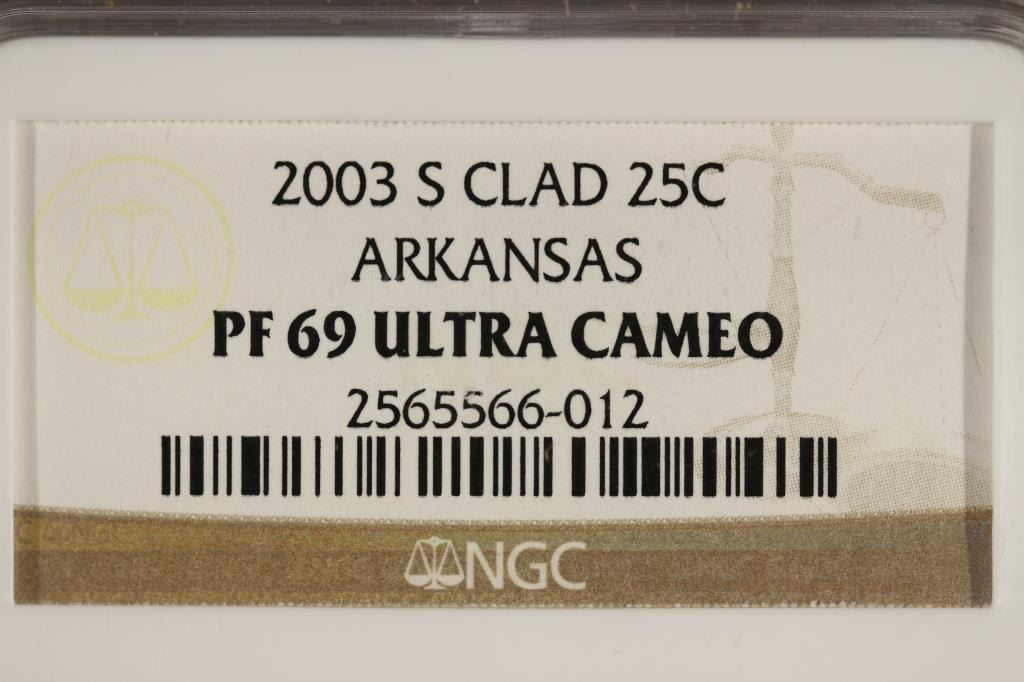 2003 S CLAD 25C
ARKANSAS
PF 69 ULTRA CAMEO
2565566-012
NGC